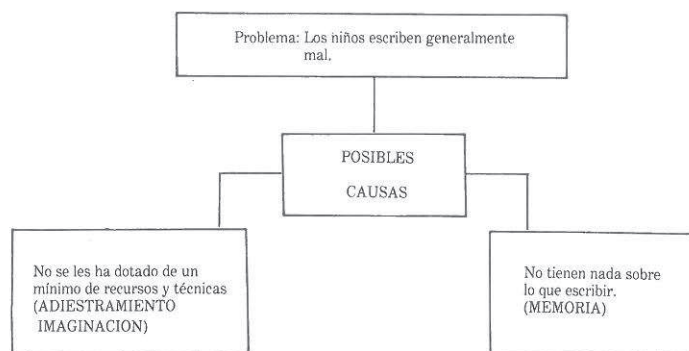 Problema: Los niños escriben generalmente
mal.
POSIBLES
CAUSAS
No se les ha dotado de un
mínimo de recursos y técnicas
(ADIESTRAMIENTO
IMAGINACION)
No tienen nada sobre
lo que escribir.
(MEMORIA)